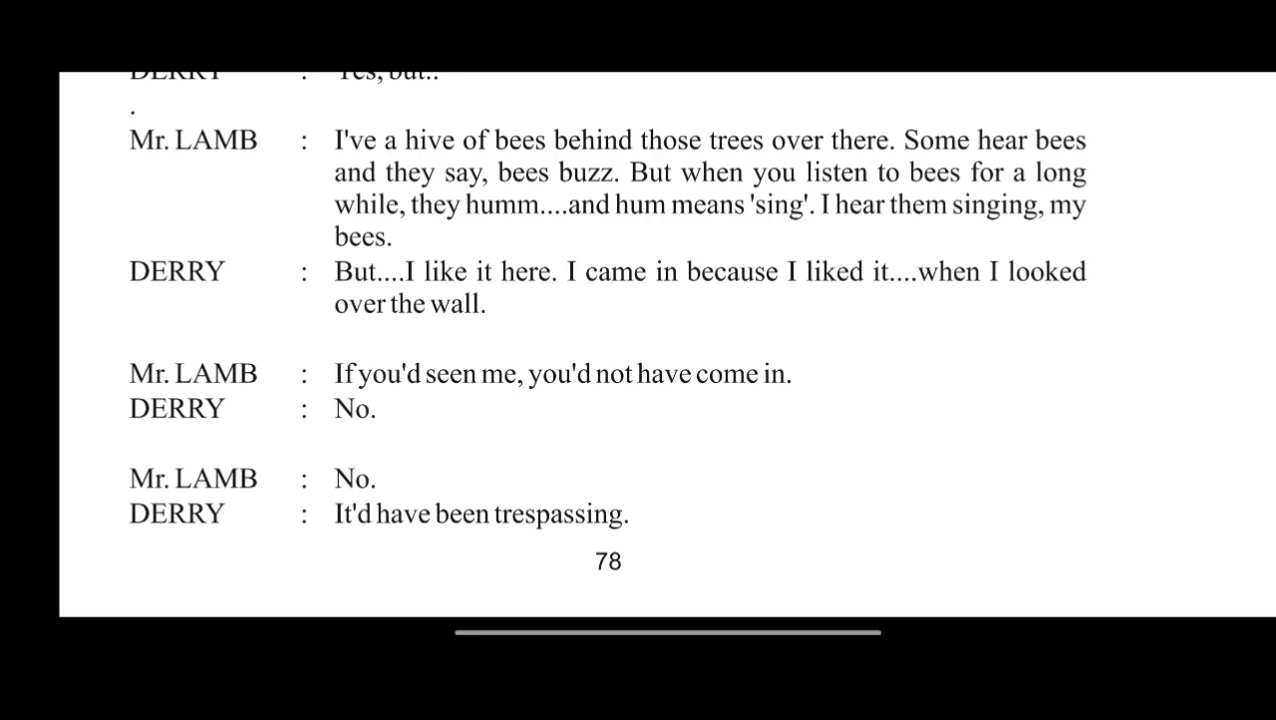 DERRY : Yes, but..
.
Mr. LAMB : I've a hive of bees behind those trees over there. Some hear bees
and they say, bees buzz. But when you listen to bees for a long
while, they humm....and hum means 'sing'. I hear them singing, my
bees.
DERRY : But....I like it here. I came in because I liked it....when I looked
over the wall.
Mr. LAMB : If you'd seen me, you'd not have come in.
DERRY : No.
Mr. LAMB : No.
DERRY : It'd have been trespassing.
78